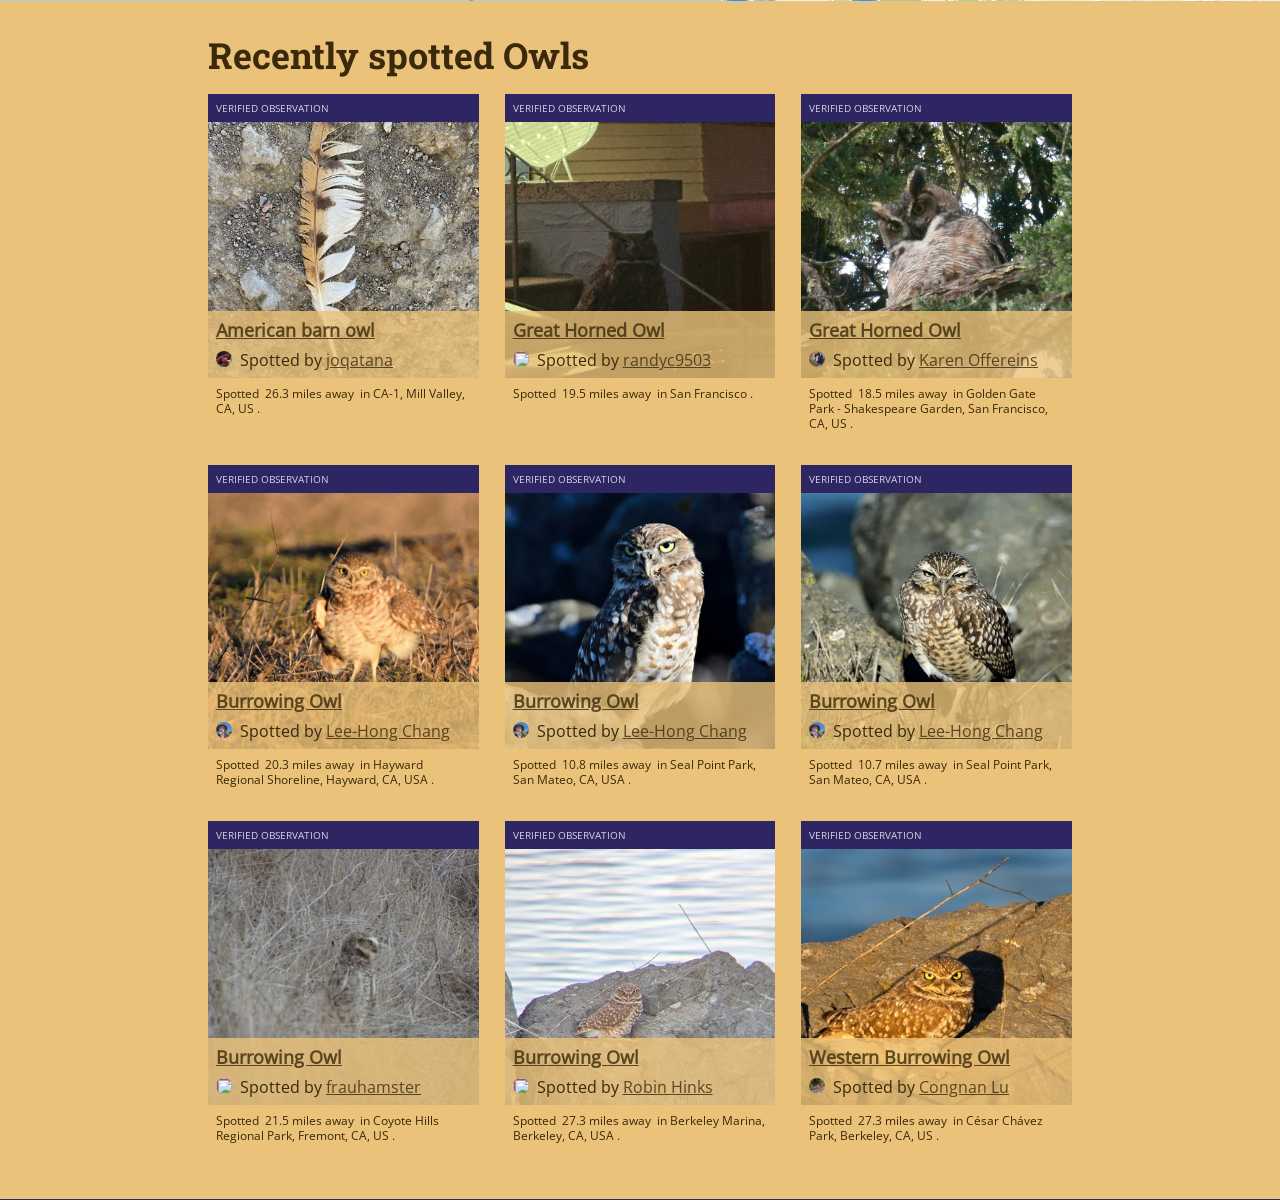 Recently spotted Owls
VERIFIED OBSERVATION
American barn owl
Spotted by joqatana
Spotted 26.3 miles away in CA-1, Mill Valley,
CA, US .
VERIFIED OBSERVATION
Great Horned Owl
Spotted by randyc9503
Spotted 19.5 miles away in San Francisco .
VERIFIED OBSERVATION
Great Horned Owl
Spotted by Karen Offereins
Spotted 18.5 miles away in Golden Gate
Park - Shakespeare Garden, San Francisco,
CA, US .
VERIFIED OBSERVATION
Burrowing Owl
Spotted by Lee-Hong Chang
Spotted 20.3 miles away in Hayward
Regional Shoreline, Hayward, CA, USA .
VERIFIED OBSERVATION
Burrowing Owl
Spotted by Lee-Hong Chang
Spotted 10.8 miles away in Seal Point Park,
San Mateo, CA, USA .
VERIFIED OBSERVATION
Burrowing Owl
Spotted by Lee-Hong Chang
Spotted 10.7 miles away in Seal Point Park,
San Mateo, CA, USA .
VERIFIED OBSERVATION
Burrowing Owl
Spotted by frauhamster
Spotted 21.5 miles away in Coyote Hills
Regional Park, Fremont, CA, US .
VERIFIED OBSERVATION
Burrowing Owl
Spotted by Robin Hinks
Spotted 27.3 miles away in Berkeley Marina,
Berkeley, CA, USA .
VERIFIED OBSERVATION
Western Burrowing Owl
Spotted by Congnan Lu
Spotted 27.3 miles away in César Chávez
Park, Berkeley, CA, US .